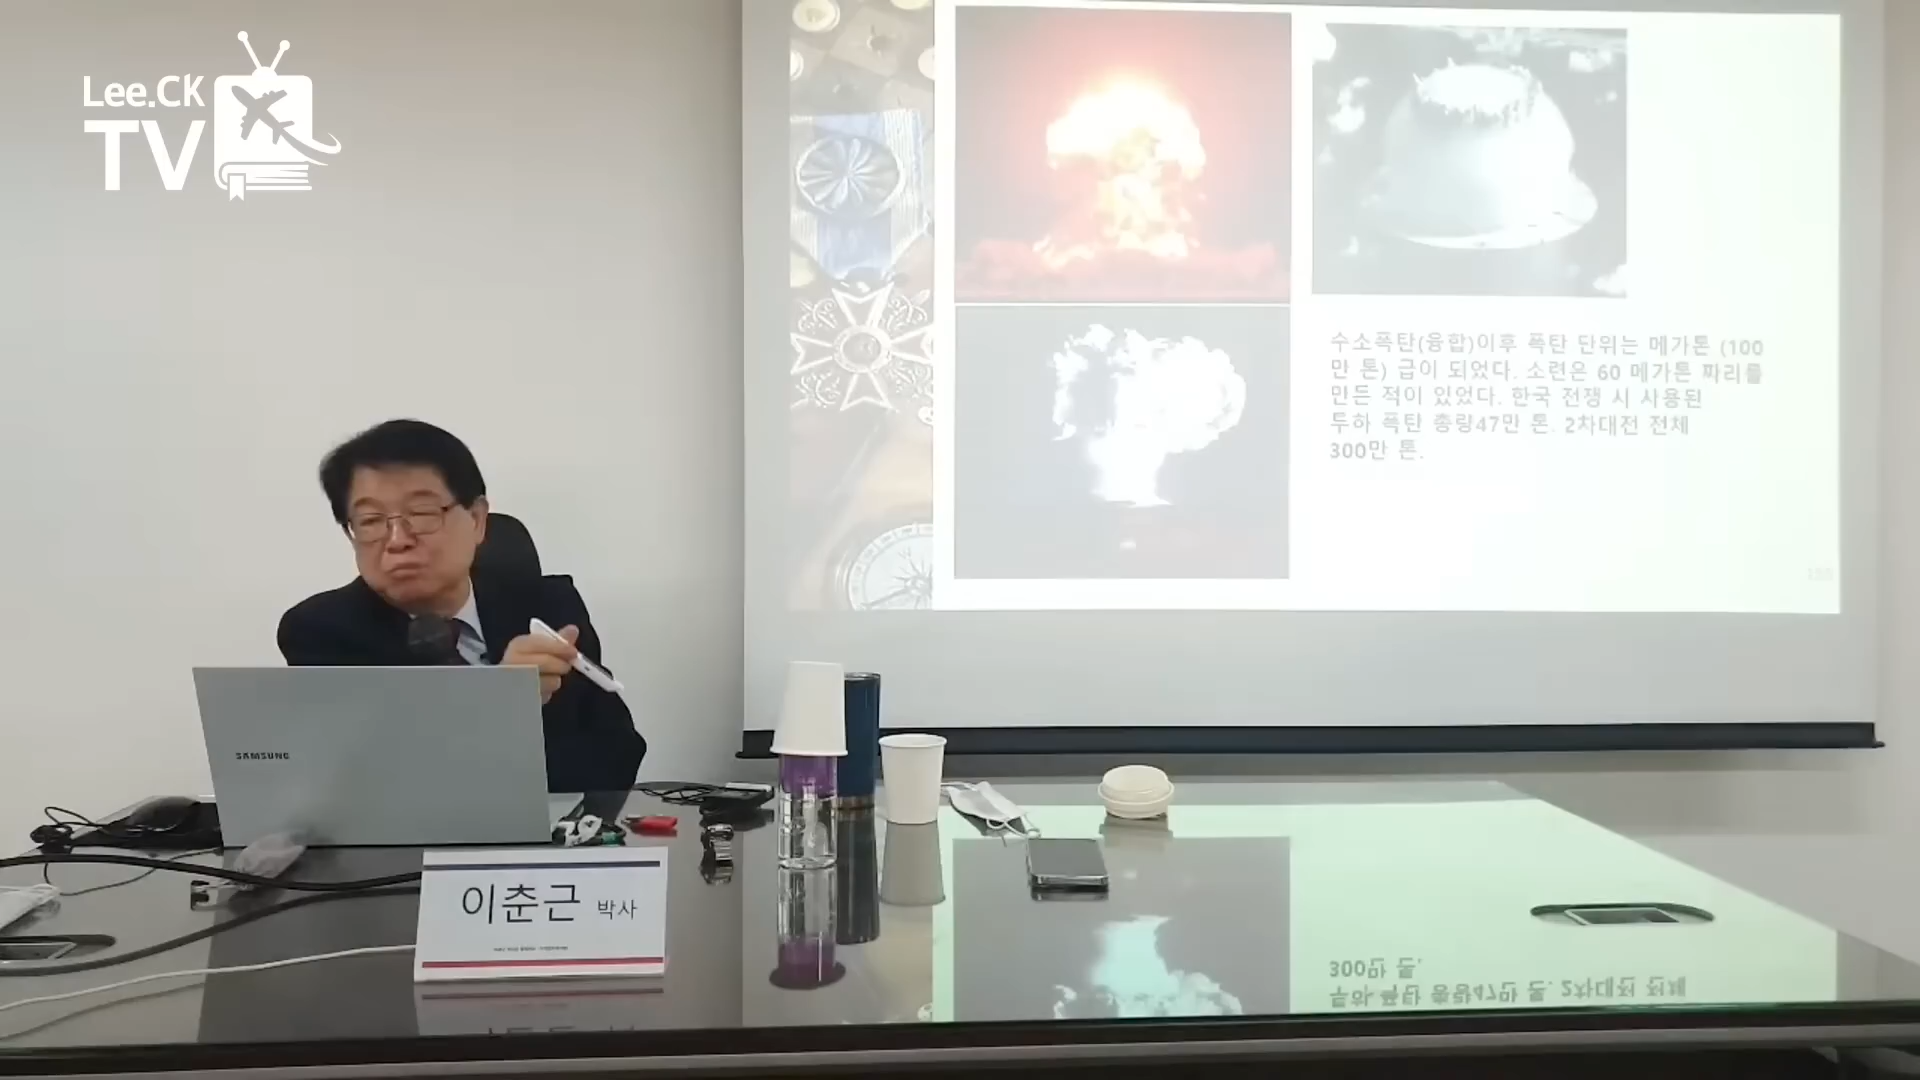 Lee.CK
TV
수소폭탄(융합)이후 폭탄 단위는 메가톤 (100
만 톤) 급이 되었다. 소련은 60 메가톤 짜리를
만든 적이 있었다. 한국 전쟁 시 사용된
투하 폭탄 총량47만 톤. 2차대전 전체
300만 톤.
SAMSUNG
이춘근 박사